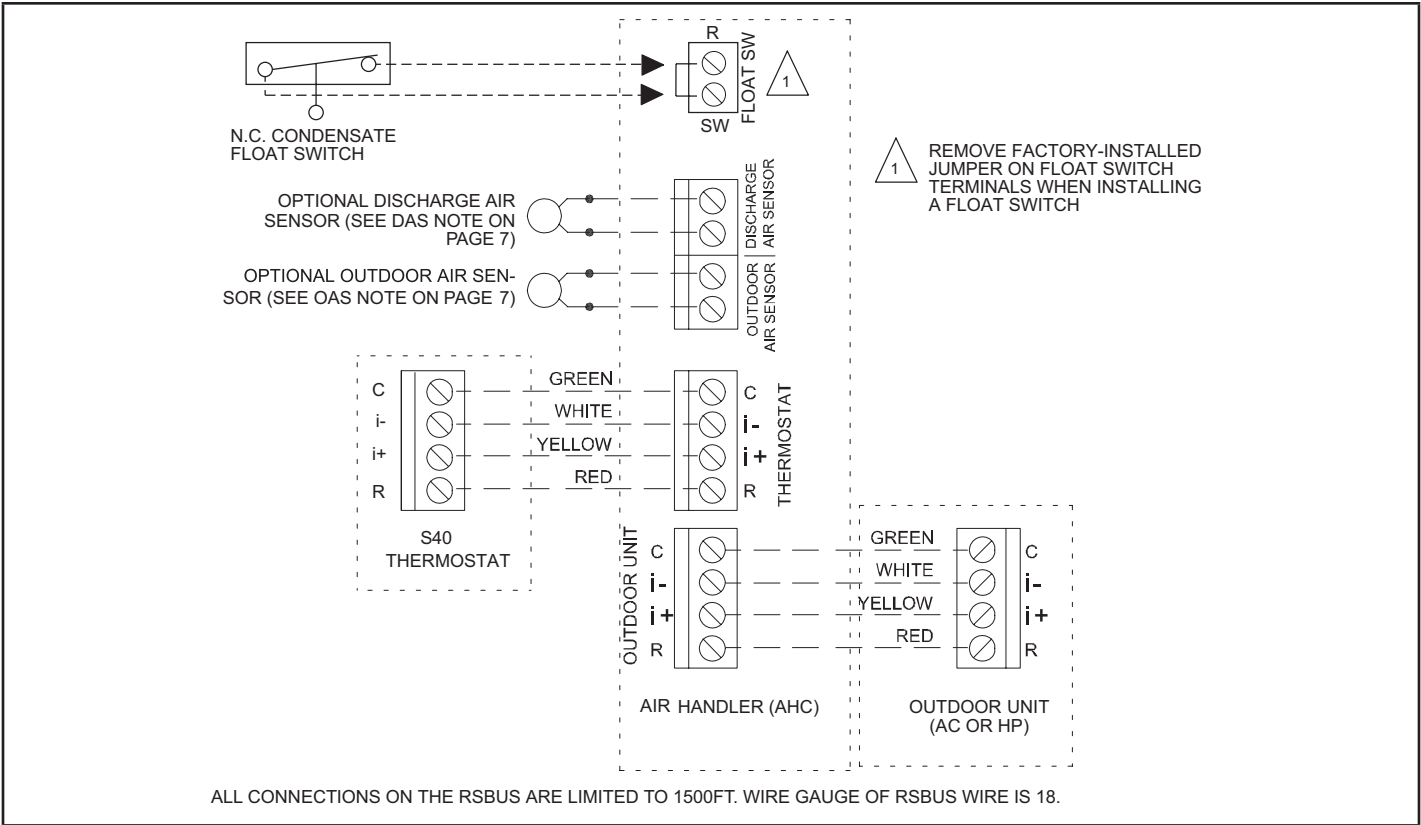 R
FLOAT SW
1
SW
N.C. CONDENSATE
FLOAT SWITCH
1
REMOVE FACTORY-INSTALLED
JUMPER ON FLOAT SWITCH
TERMINALS WHEN INSTALLING
A FLOAT SWITCH
OPTIONAL DISCHARGE AIR
SENSOR (SEE DAS NOTE ON
PAGE 7)
DISCHARGE
AIR SENSOR
OPTIONAL OUTDOOR AIR SEN-
SOR (SEE OAS NOTE ON PAGE 7)
OUTDOOR
AIR SENSOR
C
i-
i+
R
S40
THERMOSTAT
GREEN
WHITE
YELLOW
RED
C
i-
i+
R
THERMOSTAT
OUTDOOR UNIT
C
i-
i+
R
GREEN
WHITE
YELLOW
RED
C
i-
i+
R
AIR HANDLER (AHC)
OUTDOOR UNIT
(AC OR HP)
ALL CONNECTIONS ON THE RSBUS ARE LIMITED TO 1500FT. WIRE GAUGE OF RSBUS WIRE IS 18.